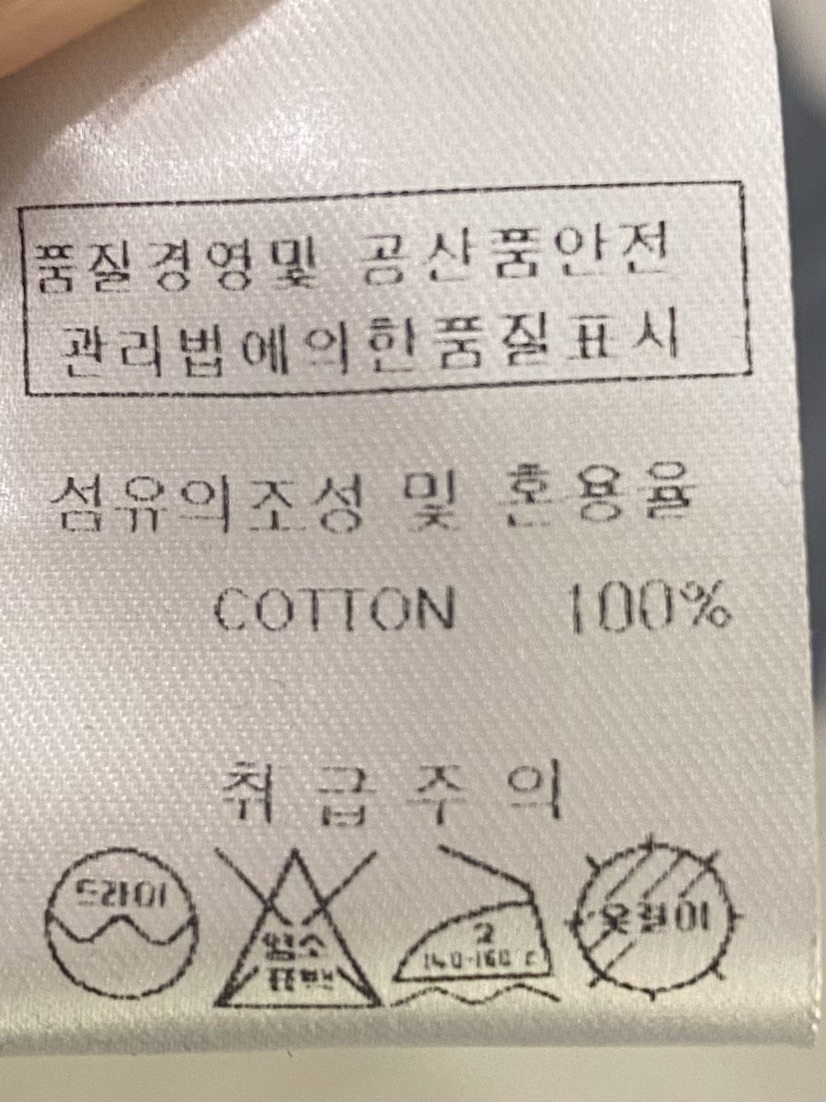 품질경영및 공산품안전
관리법에의한품질표시
섬유의조성 및 혼용율
COTTON 100%
취급주의
드라이
염소
표백
2
140-160℃
옷걸이